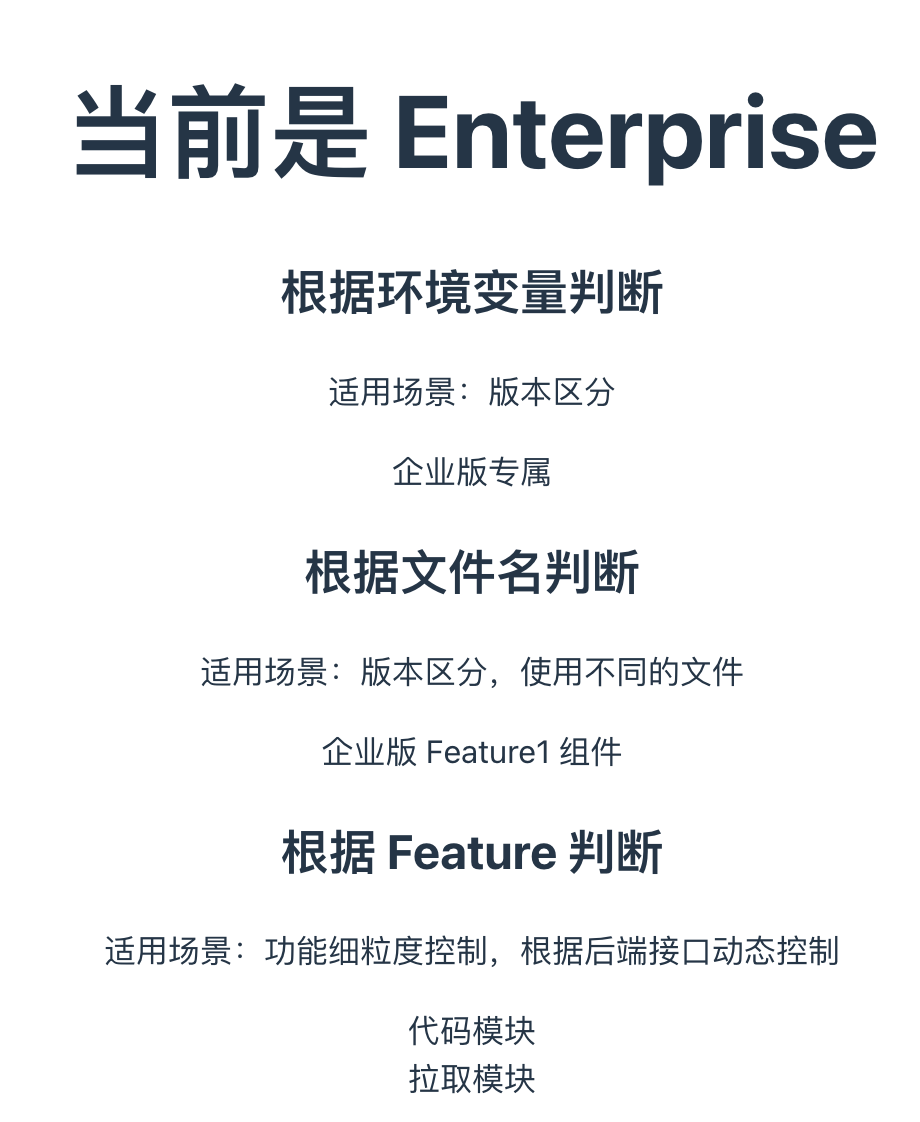 当前是 Enterprise
根据环境变量判断
适用场景：版本区分
企业版专属
根据文件名判断
适用场景：版本区分，使用不同的文件
企业版 Feature1 组件
根据 Feature 判断
适用场景：功能细粒度控制，根据后端接口动态控制
代码模块
拉取模块